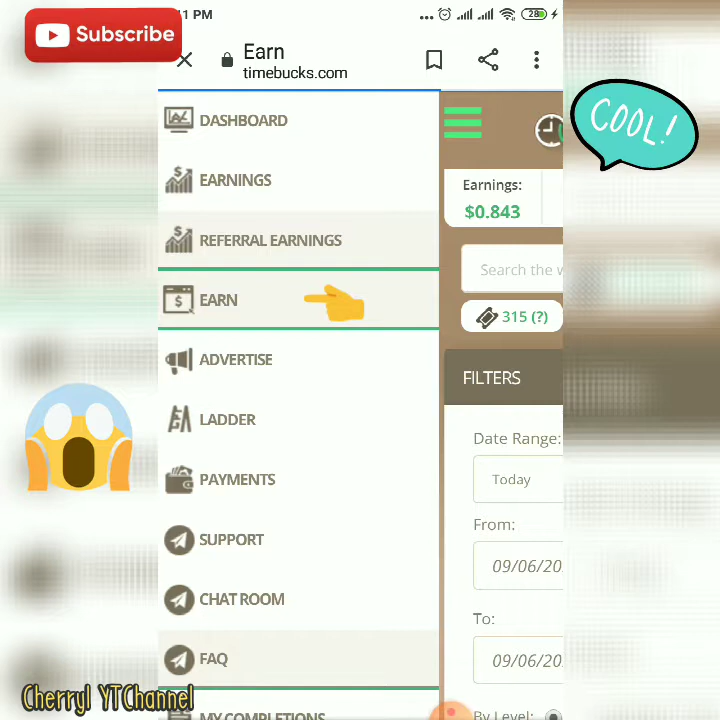 Subscribe
11 PM
28
Earn
timebucks.com
COOL!
DASHBOARD
EARNINGS
REFERRAL EARNINGS
EARN
ADVERTISE
LADDER
PAYMENTS
SUPPORT
CHAT ROOM
FAQ
MY COMPLETIONS
Earnings:
$0.843
Search the w
315 (?)
FILTERS
Date Range:
Today
From:
09/06/20
To:
09/06/20
By Level:
Cherryl YTChannel